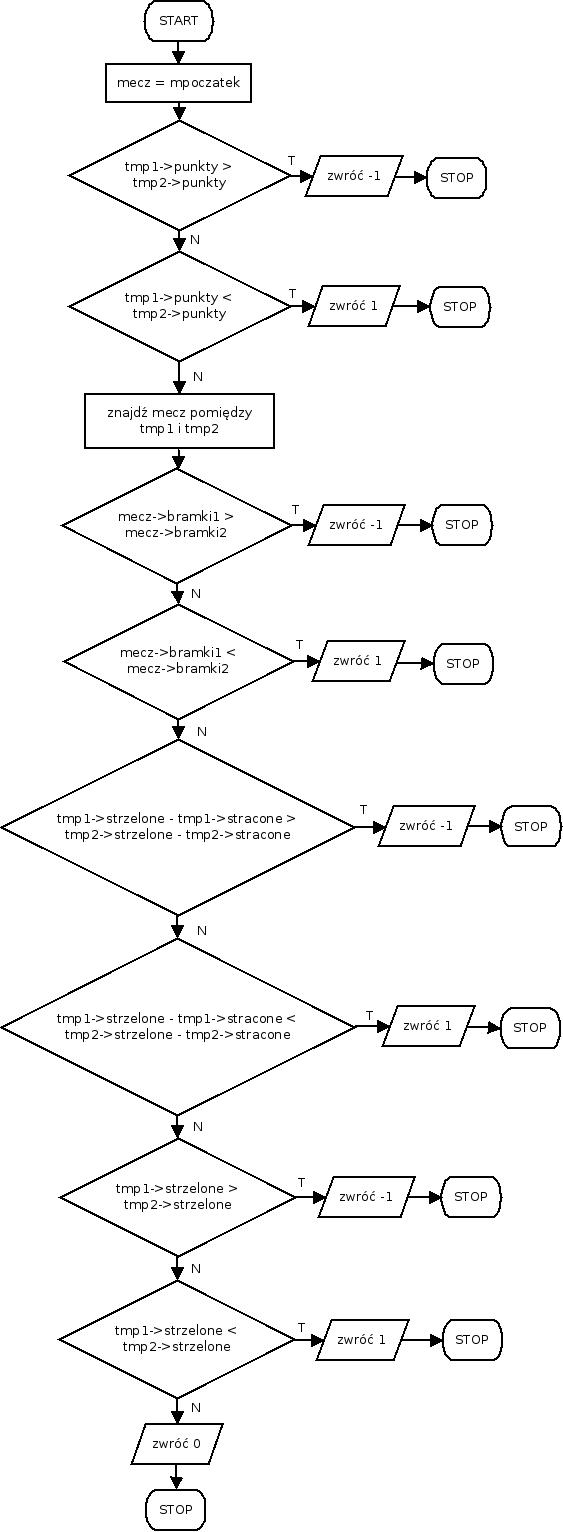 START
mecz = mpoczatek
tmp1->punkty >
tmp2->punkty
T
zwróć -1
STOP
N
tmp1->punkty <
tmp2->punkty
T
zwróć 1
STOP
N
znajdź mecz pomiędzy
tmp1 i tmp2
mecz->bramki1 >
mecz->bramki2
T
zwróć -1
STOP
N
mecz->bramki1 <
mecz->bramki2
T
zwróć 1
STOP
N
tmp1->strzelone - tmp1->stracone >
tmp2->strzelone - tmp2->stracone
T
zwróć -1
STOP
N
tmp1->strzelone - tmp1->stracone <
tmp2->strzelone - tmp2->stracone
T
zwróć 1
STOP
N
tmp1->strzelone >
tmp2->strzelone
T
zwróć -1
STOP
N
tmp1->strzelone <
tmp2->strzelone
T
zwróć 1
STOP
N
zwróć 0
STOP